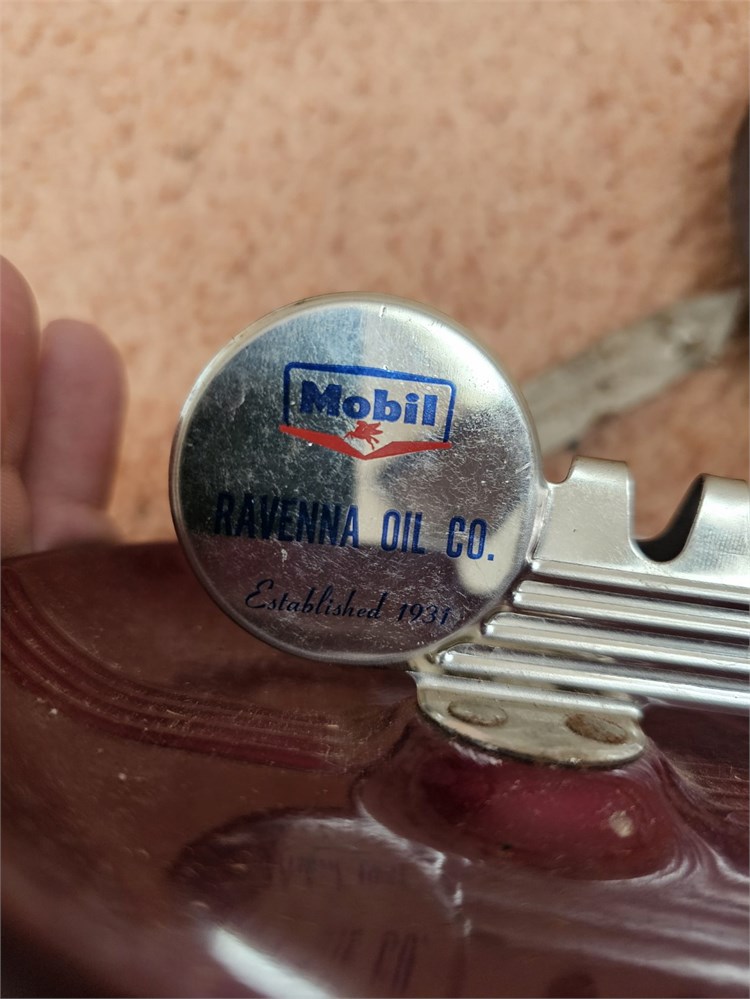 Mobil
RAVENNA OIL CO.
Established 1931